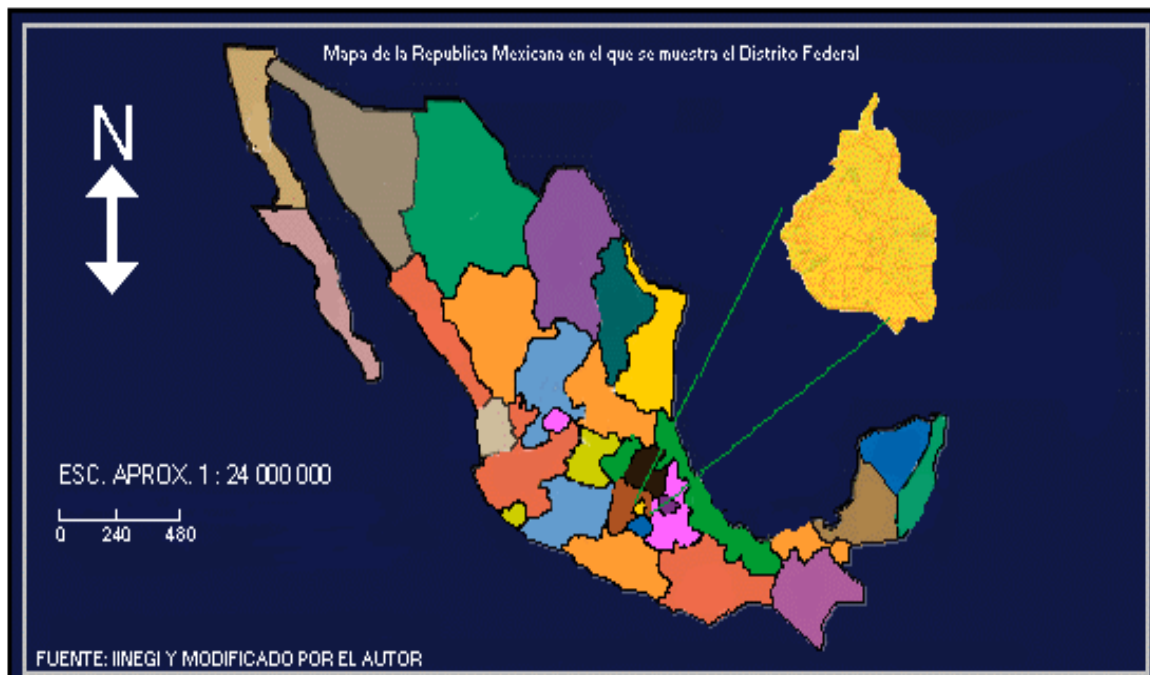 Mapa de la Republica Mexicana en el que se muestra el Distrito Federal
N
ESC. APROX. 1 : 24 000 000
0 240 480
FUENTE: IINEGI Y MODIFICADO POR EL AUTOR